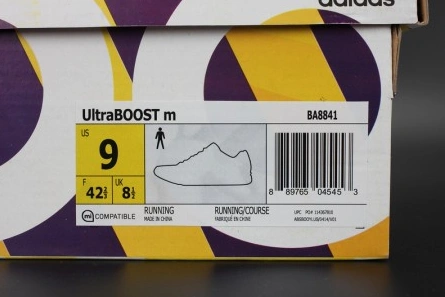 adidas
UltraBOOST m
BA8841
US
9
F
42⅔
UK
8½
mi COMPATIBLE
RUNNING
MADE IN CHINA
RUNNING/COURSE
FABRIQUÉ EN CHINE
8 89765 04545 3